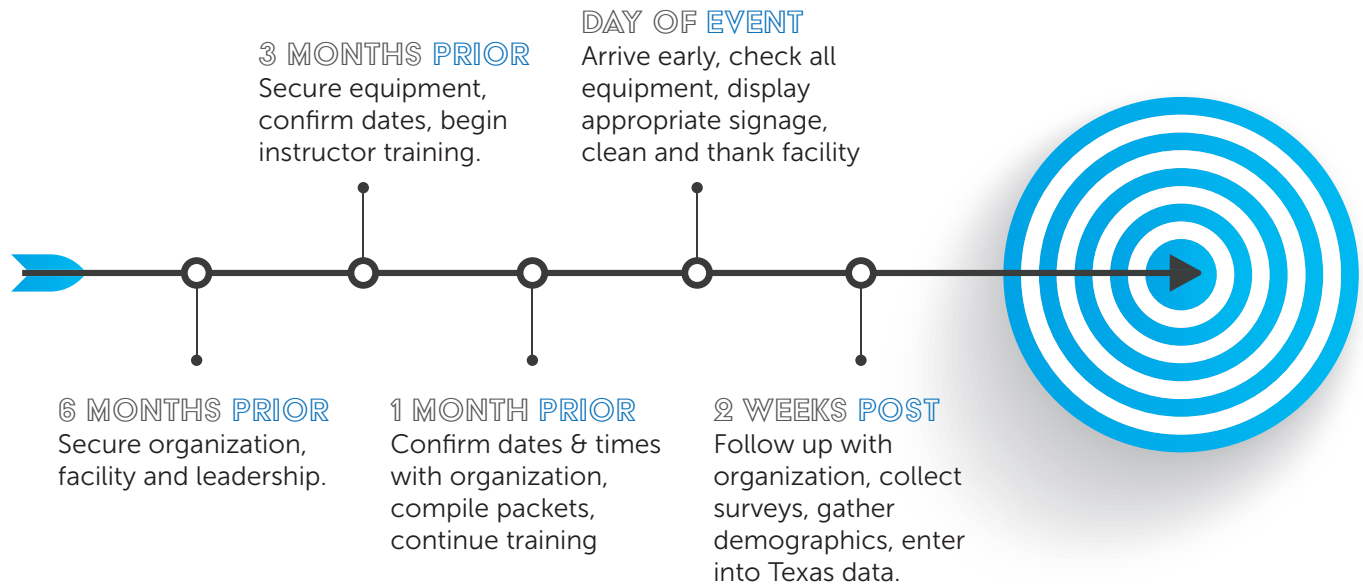 6 MONTHS PRIOR
Secure organization,
facility and leadership.
3 MONTHS PRIOR
Secure equipment,
confirm dates, begin
instructor training.
1 MONTH PRIOR
Confirm dates & times
with organization,
compile packets,
continue training
DAY OF EVENT
Arrive early, check all
equipment, display
appropriate signage,
clean and thank facility
2 WEEKS POST
Follow up with
organization, collect
surveys, gather
demographics, enter
into Texas data.